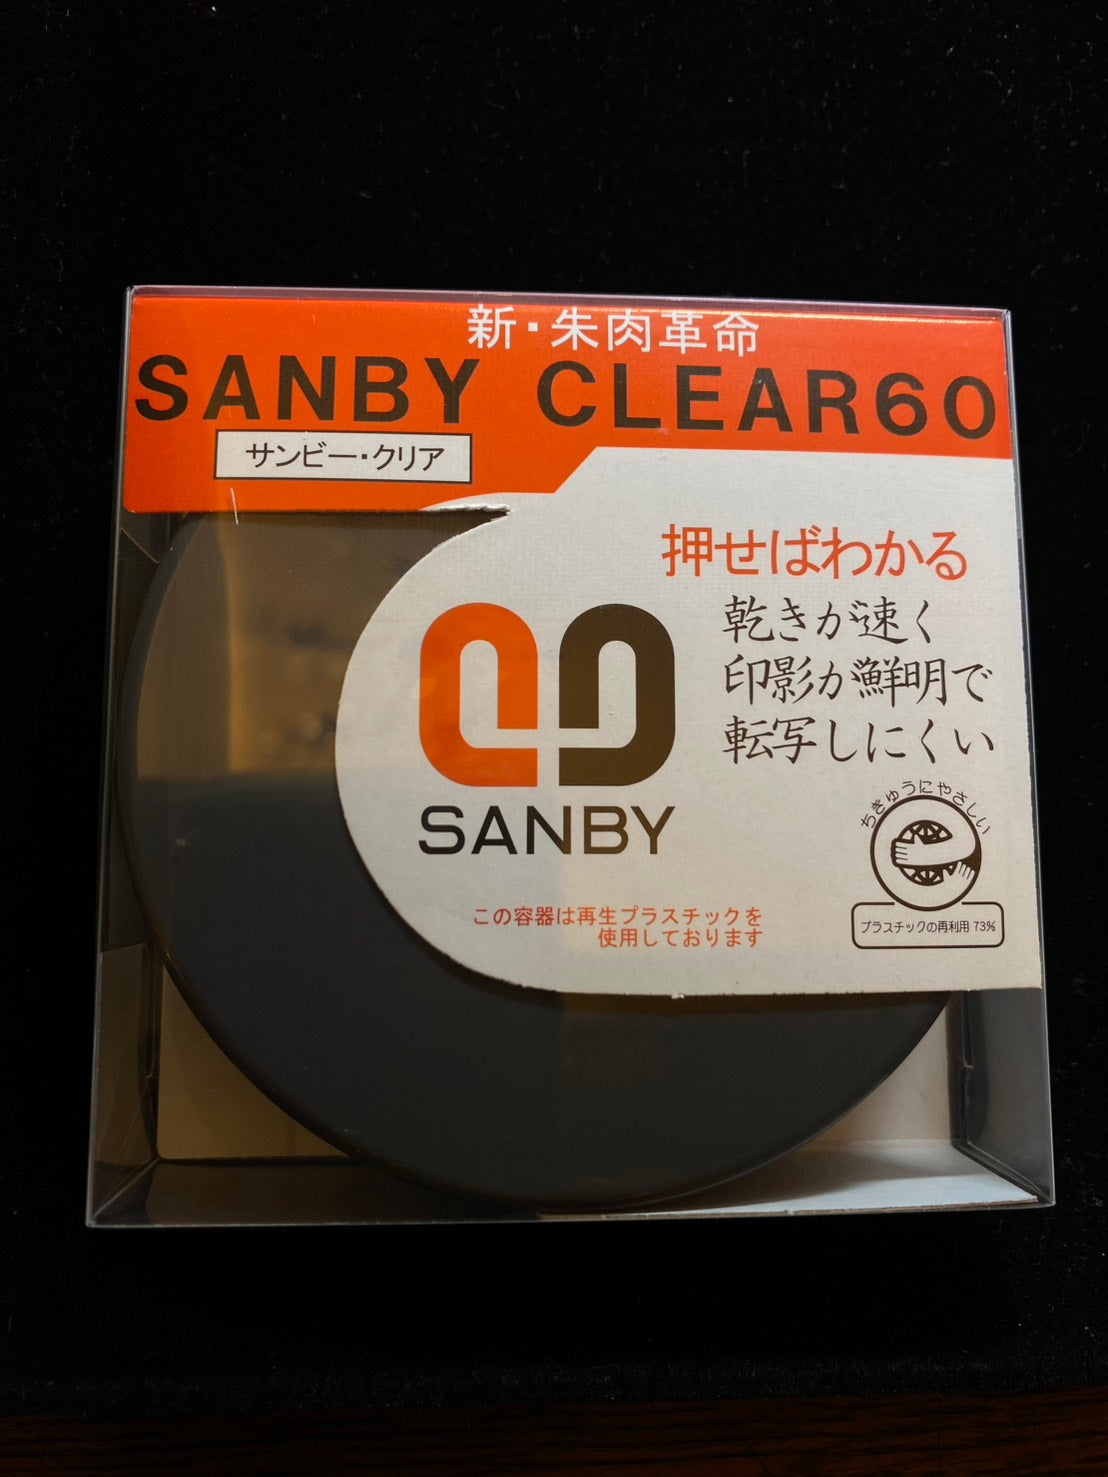 新・朱肉革命
SANBY CLEAR60
サンビー・クリア
押せばわかる
乾きが速く
印影が鮮明で
転写しにくい
SANBY
ちきゅうにやさしい
プラスチックの再利用 73%
この容器は再生プラスチックを
使用しております